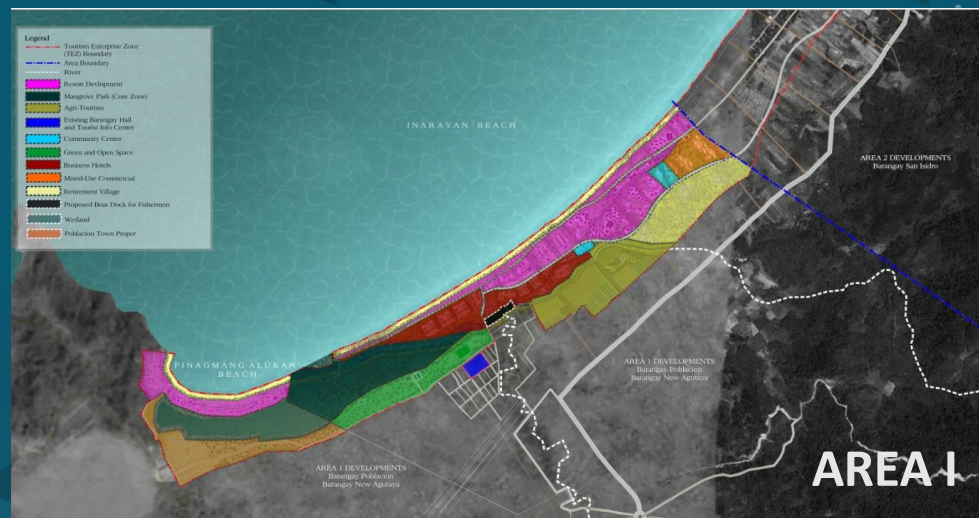 Legend
Tourism Enterprise Zone
(TEZ) Boundary
Area Boundary
River
Resort Devlopment
Mangrove Park (Core Zone)
Agri-Tourism
Existing Barangay Hall
and Tourist Info Center
Community Center
Green and Open Space
Business Hotels
Mixed-Use Commercial
Retirement Village
Proposed Boat Dock for Fishermen
Wetland
Poblacion Town Proper
INARAYAN BEACH
AREA 2 DEVELOPMENTS
Barangay San Isidro
PINAGMANG ALUKAN
BEACH
AREA 1 DEVELOPMENTS
Barangay Poblacion
Barangay New Agutaya
AREA 1 DEVELOPMENTS
Barangay Poblacion
Barangay New Agutaya
AREA I